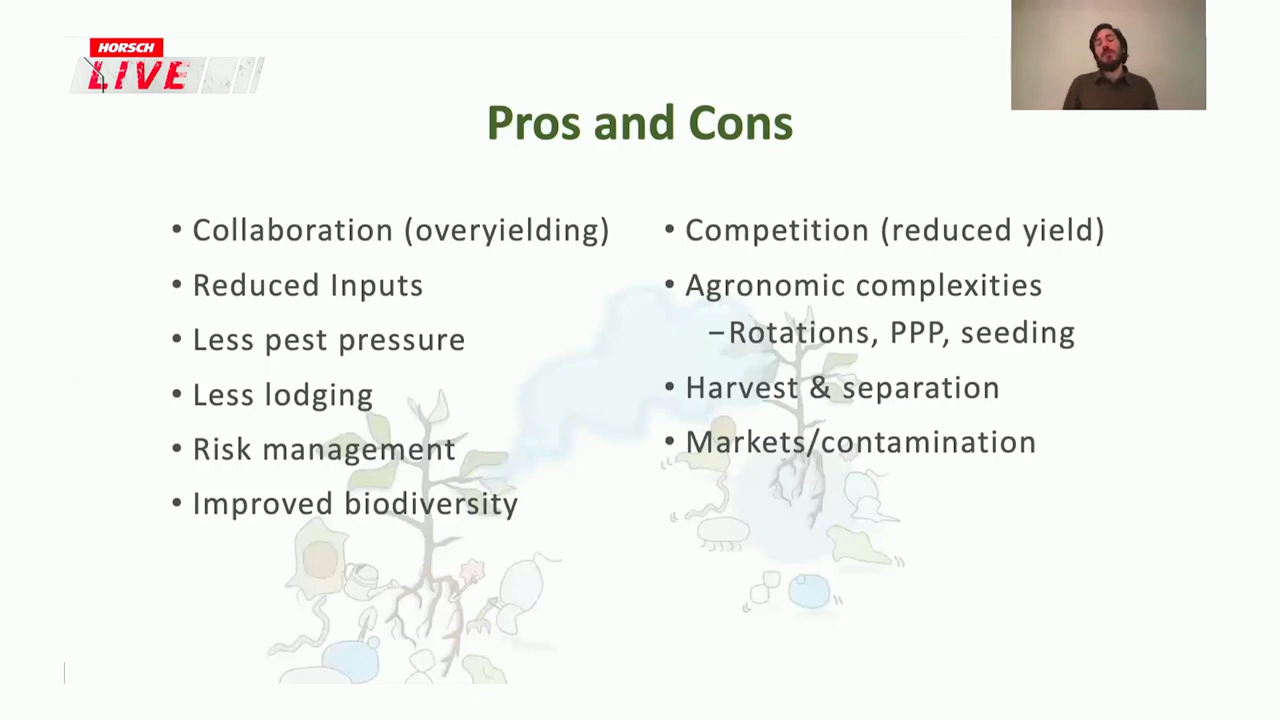 HORSCH
LIVE
Pros and Cons
• Collaboration (overyielding)
• Reduced Inputs
• Less pest pressure
• Less lodging
• Risk management
• Improved biodiversity
• Competition (reduced yield)
• Agronomic complexities
–Rotations, PPP, seeding
• Harvest & separation
• Markets/contamination